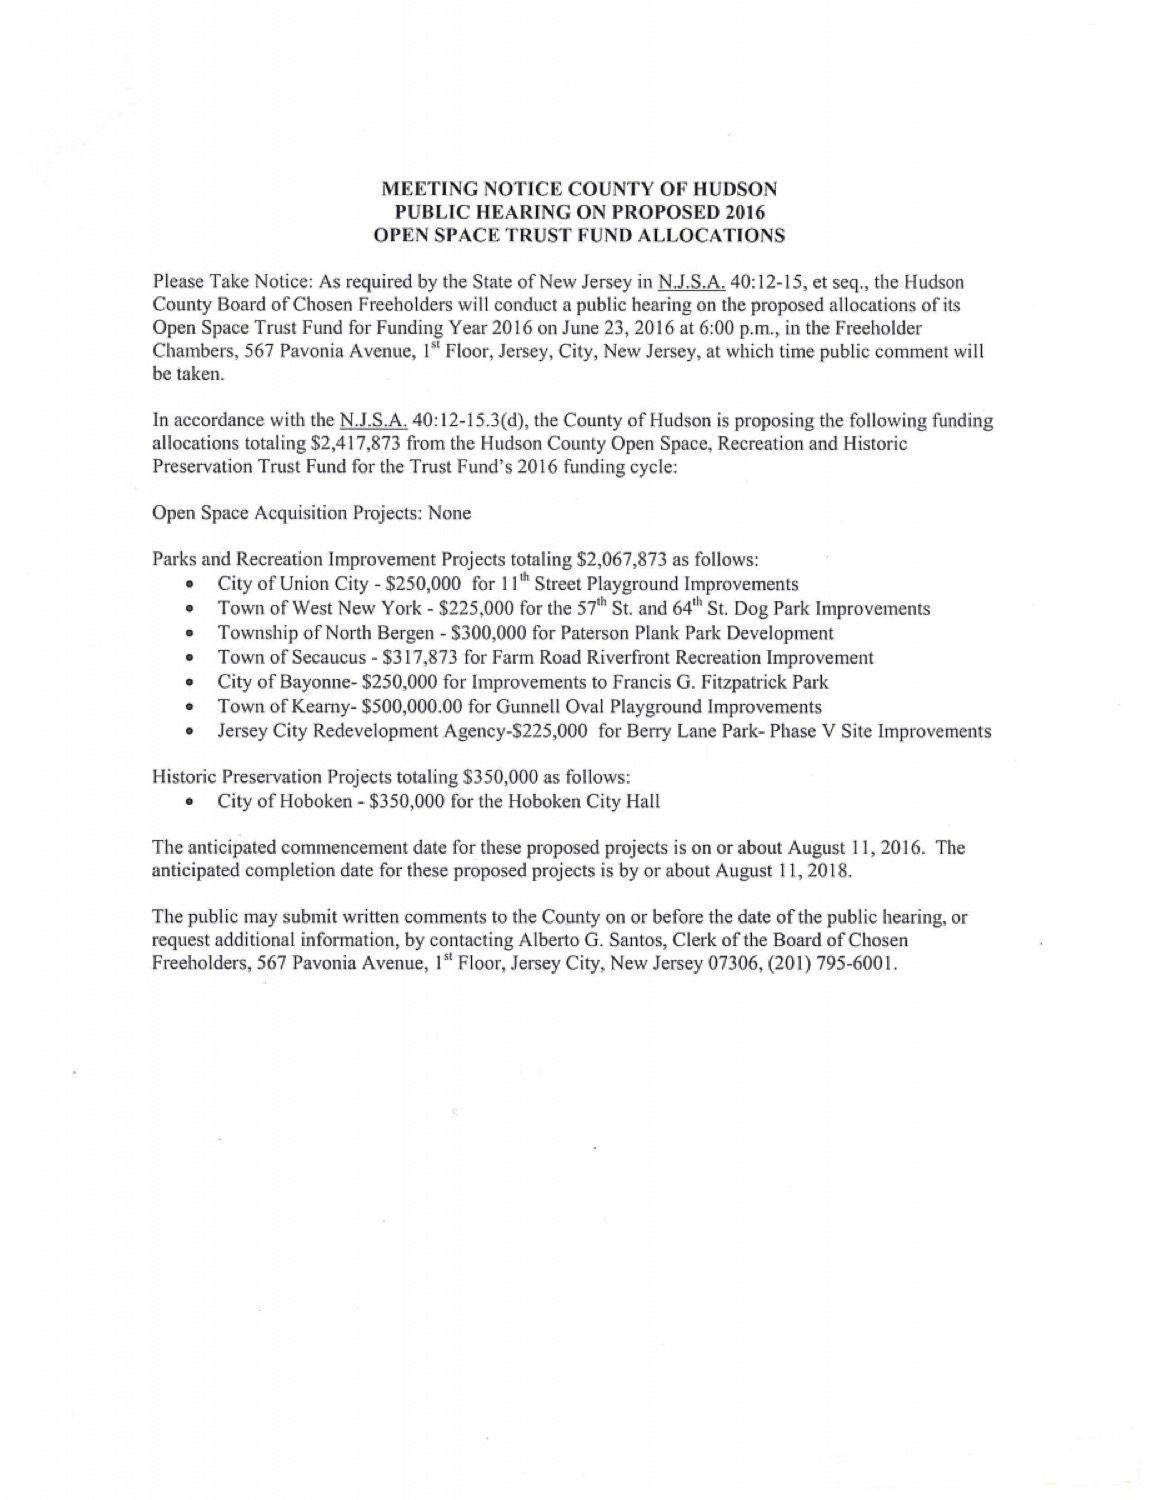 MEETING NOTICE COUNTY OF HUDSON
PUBLIC HEARING ON PROPOSED 2016
OPEN SPACE TRUST FUND ALLOCATIONS
Please Take Notice: As required by the State of New Jersey in N.J.S.A. 40:12-15, et seq., the Hudson
County Board of Chosen Freeholders will conduct a public hearing on the proposed allocations of its
Open Space Trust Fund for Funding Year 2016 on June 23, 2016 at 6:00 p.m., in the Freeholder
Chambers, 567 Pavonia Avenue, 1st Floor, Jersey, City, New Jersey, at which time public comment will
be taken.
In accordance with the N.J.S.A. 40:12-15.3(d), the County of Hudson is proposing the following funding
allocations totaling $2,417,873 from the Hudson County Open Space, Recreation and Historic
Preservation Trust Fund for the Trust Fund's 2016 funding cycle:
Open Space Acquisition Projects: None
Parks and Recreation Improvement Projects totaling $2,067,873 as follows:
• City of Union City - $250,000 for 11th Street Playground Improvements
• Town of West New York - $225,000 for the 57th St. and 64th St. Dog Park Improvements
• Township of North Bergen - $300,000 for Paterson Plank Park Development
• Town of Secaucus - $317,873 for Farm Road Riverfront Recreation Improvement
• City of Bayonne- $250,000 for Improvements to Francis G. Fitzpatrick Park
• Town of Kearny- $500,000.00 for Gunnell Oval Playground Improvements
• Jersey City Redevelopment Agency-$225,000 for Berry Lane Park- Phase V Site Improvements
Historic Preservation Projects totaling $350,000 as follows:
• City of Hoboken - $350,000 for the Hoboken City Hall
The anticipated commencement date for these proposed projects is on or about August 11, 2016. The
anticipated completion date for these proposed projects is by or about August 11, 2018.
The public may submit written comments to the County on or before the date of the public hearing, or
request additional information, by contacting Alberto G. Santos, Clerk of the Board of Chosen
Freeholders, 567 Pavonia Avenue, 1st Floor, Jersey City, New Jersey 07306, (201) 795-6001.